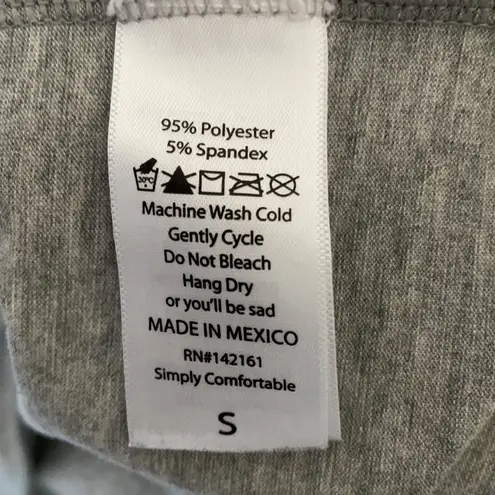 95% Polyester
5% Spandex
30°C
Machine Wash Cold
Gently Cycle
Do Not Bleach
Hang Dry
or you'll be sad
MADE IN MEXICO
RN#142161
Simply Comfortable
S